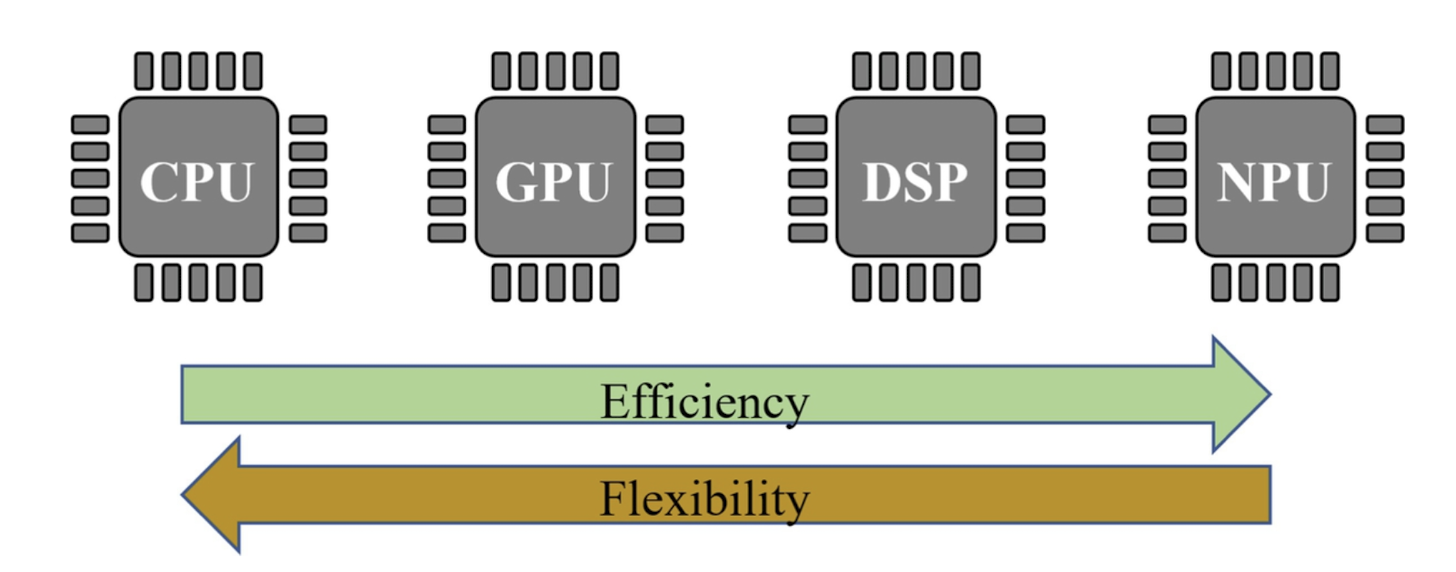 CPU
GPU
DSP
NPU
Efficiency
Flexibility